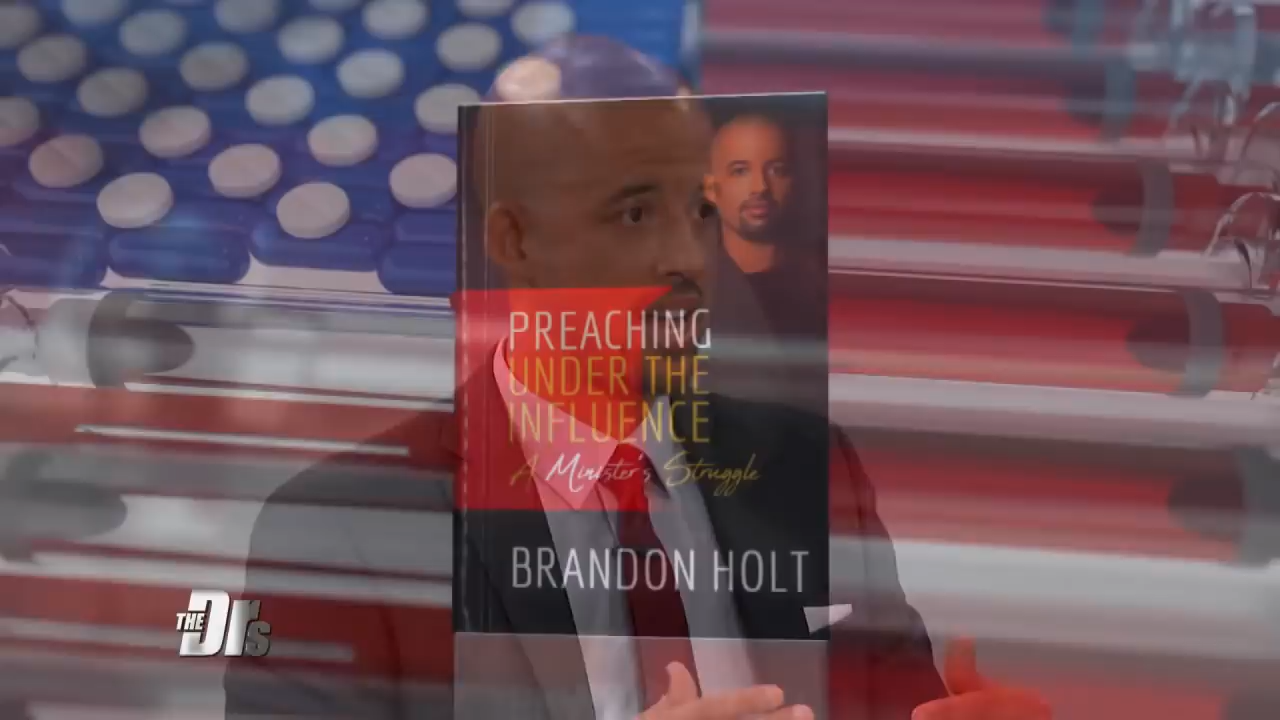 PREACHING
UNDER THE
INFLUENCE
A Minister's Struggle
BRANDON HOLT
THE Drs